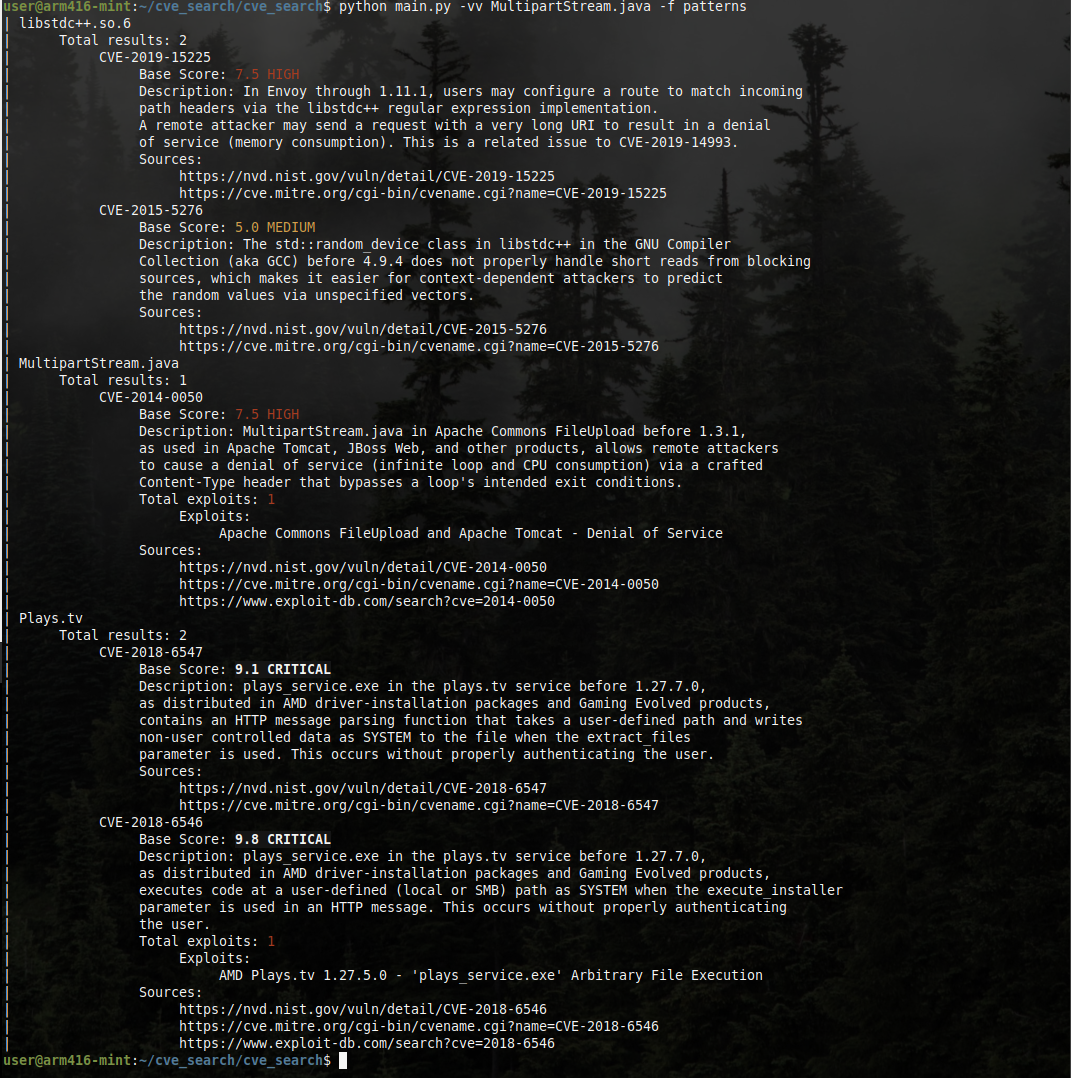 user@arm416-mint:~/cve_search/cve_search$ python main.py -vv MultipartStream.java -f patterns
| libstdc++.so.6
|      Total results: 2
|           CVE-2019-15225
|                Base Score: 7.5 HIGH
|                Description: In Envoy through 1.11.1, users may configure a route to match incoming
|                path headers via the libstdc++ regular expression implementation.
|                A remote attacker may send a request with a very long URI to result in a denial
|                of service (memory consumption). This is a related issue to CVE-2019-14993.
|                Sources:
|                     https://nvd.nist.gov/vuln/detail/CVE-2019-15225
|                     https://cve.mitre.org/cgi-bin/cvename.cgi?name=CVE-2019-15225
|           CVE-2015-5276
|                Base Score: 5.0 MEDIUM
|                Description: The std::random_device class in libstdc++ in the GNU Compiler
|                Collection (aka GCC) before 4.9.4 does not properly handle short reads from blocking
|                sources, which makes it easier for context-dependent attackers to predict
|                the random values via unspecified vectors.
|                Sources:
|                     https://nvd.nist.gov/vuln/detail/CVE-2015-5276
|                     https://cve.mitre.org/cgi-bin/cvename.cgi?name=CVE-2015-5276
| MultipartStream.java
|      Total results: 1
|           CVE-2014-0050
|                Base Score: 7.5 HIGH
|                Description: MultipartStream.java in Apache Commons FileUpload before 1.3.1,
|                as used in Apache Tomcat, JBoss Web, and other products, allows remote attackers
|                to cause a denial of service (infinite loop and CPU consumption) via a crafted
|                Content-Type header that bypasses a loop's intended exit conditions.
|                Total exploits: 1
|                     Exploits:
|                          Apache Commons FileUpload and Apache Tomcat - Denial of Service
|                Sources:
|                     https://nvd.nist.gov/vuln/detail/CVE-2014-0050
|                     https://cve.mitre.org/cgi-bin/cvename.cgi?name=CVE-2014-0050
|                     https://www.exploit-db.com/search?cve=2014-0050
| Plays.tv
|      Total results: 2
|           CVE-2018-6547
|                Base Score: 9.1 CRITICAL
|                Description: plays_service.exe in the plays.tv service before 1.27.7.0,
|                as distributed in AMD driver-installation packages and Gaming Evolved products,
|                contains an HTTP message parsing function that takes a user-defined path and writes
|                non-user controlled data as SYSTEM to the file when the extract_files
|                parameter is used. This occurs without properly authenticating the user.
|                Sources:
|                     https://nvd.nist.gov/vuln/detail/CVE-2018-6547
|                     https://cve.mitre.org/cgi-bin/cvename.cgi?name=CVE-2018-6547
|           CVE-2018-6546
|                Base Score: 9.8 CRITICAL
|                Description: plays_service.exe in the plays.tv service before 1.27.7.0,
|                as distributed in AMD driver-installation packages and Gaming Evolved products,
|                executes code at a user-defined (local or SMB) path as SYSTEM when the execute_installer
|                parameter is used in an HTTP message. This occurs without properly authenticating
|                the user.
|                Total exploits: 1
|                     Exploits:
|                          AMD Plays.tv 1.27.5.0 - 'plays_service.exe' Arbitrary File Execution
|                Sources:
|                     https://nvd.nist.gov/vuln/detail/CVE-2018-6546
|                     https://cve.mitre.org/cgi-bin/cvename.cgi?name=CVE-2018-6546
|                     https://www.exploit-db.com/search?cve=2018-6546
user@arm416-mint:~/cve_search/cve_search$